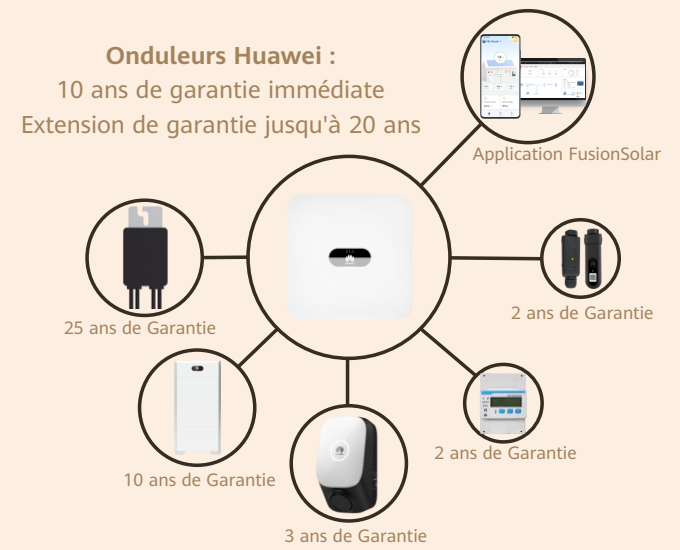 Onduleurs Huawei :
10 ans de garantie immédiate
Extension de garantie jusqu'à 20 ans
Application FusionSolar
25 ans de Garantie
2 ans de Garantie
10 ans de Garantie
2 ans de Garantie
3 ans de Garantie